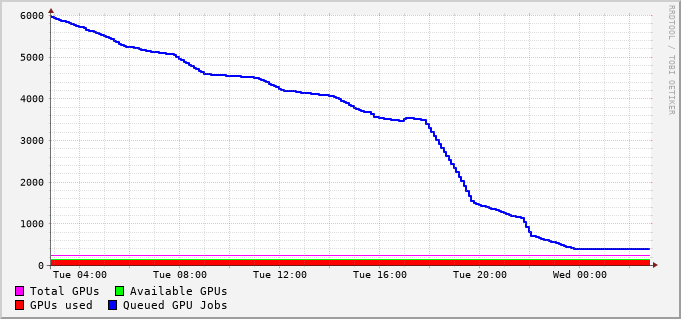 6000
5000
4000
3000
2000
1000
0
Tue 04:00 Tue 08:00 Tue 12:00 Tue 16:00 Tue 20:00 Wed 00:00
Total GPUs Available GPUs
GPUs used Queued GPU Jobs
RRDTOOL / TOBI OETIKER